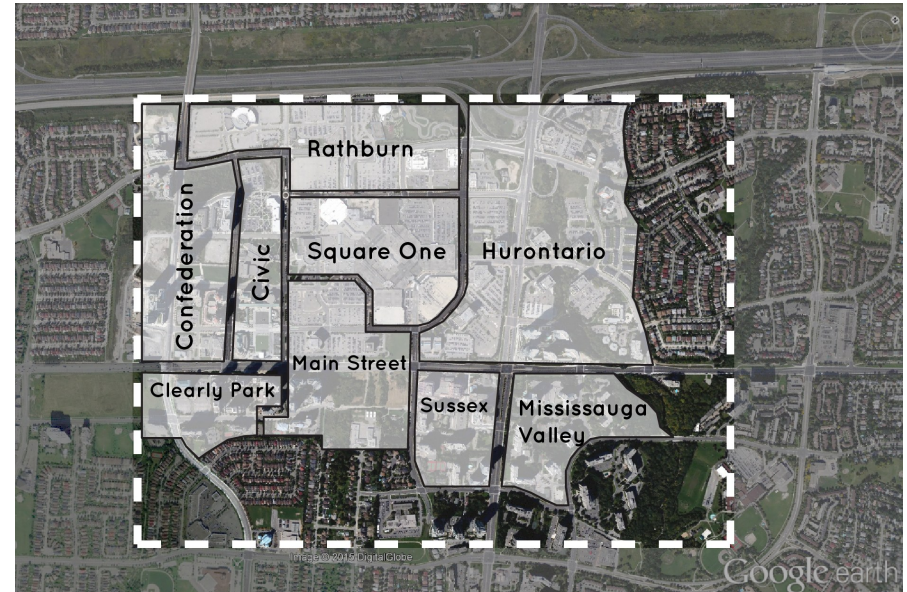 Rathburn
Confederation
Civic
Square One
Hurontario
Main Street
Clearly Park
Sussex
Mississauga
Valley
Image © 2015 DigitalGlobe
Google earth